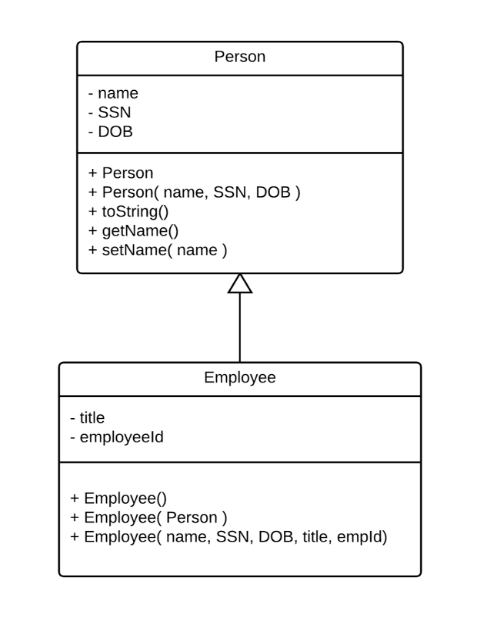 Person
- name
- SSN
- DOB
+ Person
+ Person( name, SSN, DOB )
+ toString()
+ getName()
+ setName( name )
Employee
- title
- employeeId
+ Employee()
+ Employee( Person )
+ Employee( name, SSN, DOB, title, empId)